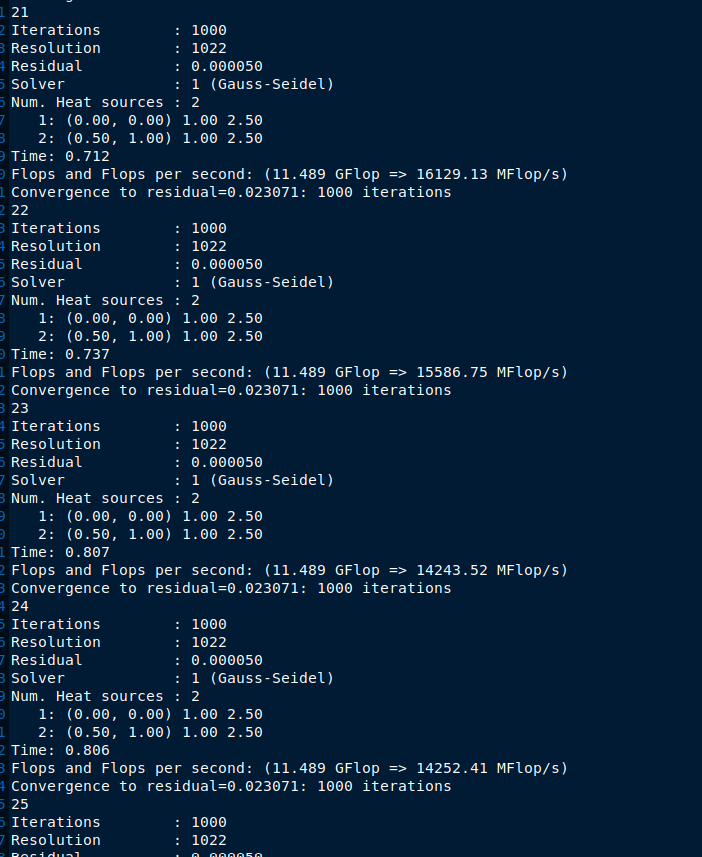 21
Iterations         : 1000
Resolution         : 1022
Residual           : 0.000050
Solver             : 1 (Gauss-Seidel)
Num. Heat sources : 2
   1: (0.00, 0.00) 1.00 2.50
   2: (0.50, 1.00) 1.00 2.50
Time: 0.712
Flops and Flops per second: (11.489 GFlop => 16129.13 MFlop/s)
Convergence to residual=0.023071: 1000 iterations
22
Iterations         : 1000
Resolution         : 1022
Residual           : 0.000050
Solver             : 1 (Gauss-Seidel)
Num. Heat sources : 2
   1: (0.00, 0.00) 1.00 2.50
   2: (0.50, 1.00) 1.00 2.50
Time: 0.737
Flops and Flops per second: (11.489 GFlop => 15586.75 MFlop/s)
Convergence to residual=0.023071: 1000 iterations
23
Iterations         : 1000
Resolution         : 1022
Residual           : 0.000050
Solver             : 1 (Gauss-Seidel)
Num. Heat sources : 2
   1: (0.00, 0.00) 1.00 2.50
   2: (0.50, 1.00) 1.00 2.50
Time: 0.807
Flops and Flops per second: (11.489 GFlop => 14243.52 MFlop/s)
Convergence to residual=0.023071: 1000 iterations
24
Iterations         : 1000
Resolution         : 1022
Residual           : 0.000050
Solver             : 1 (Gauss-Seidel)
Num. Heat sources : 2
   1: (0.00, 0.00) 1.00 2.50
   2: (0.50, 1.00) 1.00 2.50
Time: 0.806
Flops and Flops per second: (11.489 GFlop => 14252.41 MFlop/s)
Convergence to residual=0.023071: 1000 iterations
25
Iterations         : 1000
Resolution         : 1022
Residual           : 0.000050